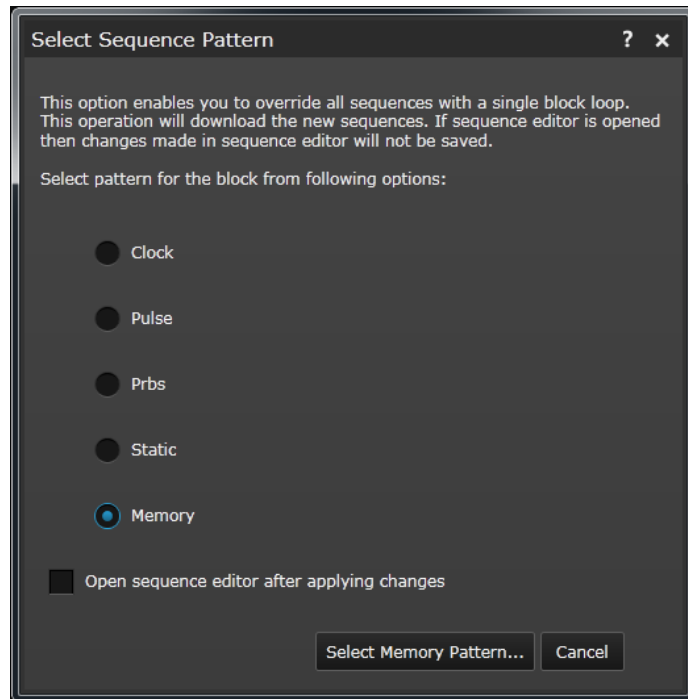 Select Sequence Pattern ? ×
This option enables you to override all sequences with a single block loop.
This operation will download the new sequences. If sequence editor is opened
then changes made in sequence editor will not be saved.
Select pattern for the block from following options:
Clock
Pulse
Prbs
Static
Memory
Open sequence editor after applying changes
Select Memory Pattern... Cancel